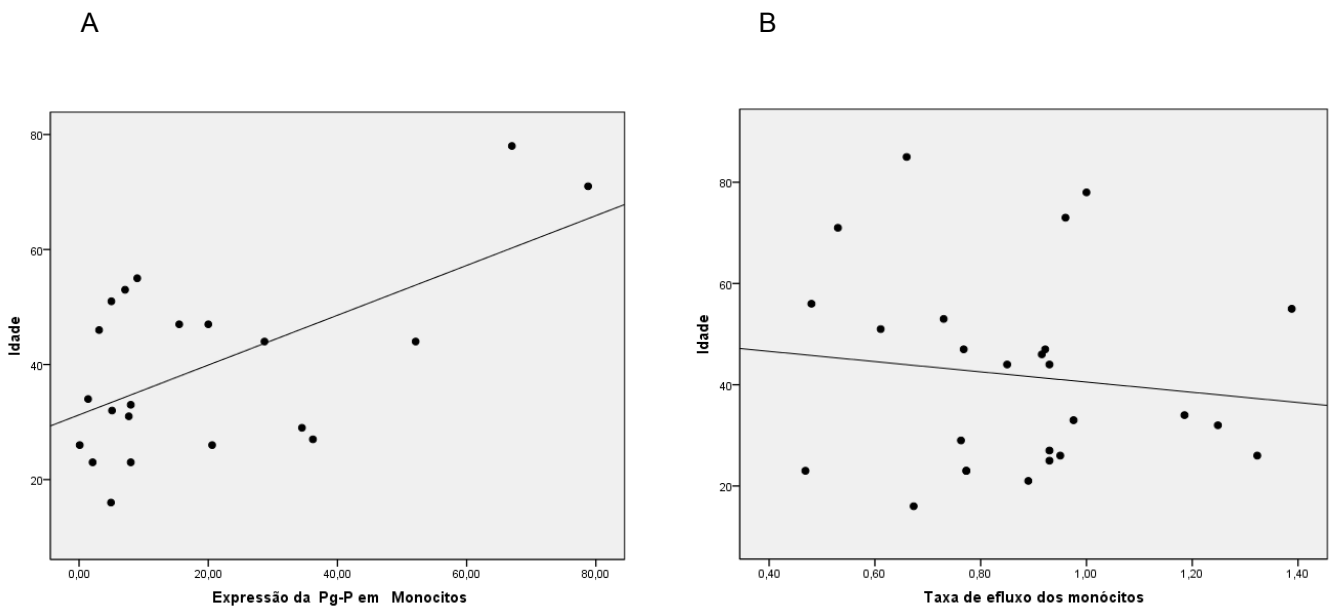 A
B
Idade
80
60
40
20
0,00 20,00 40,00 60,00 80,00
Expressão da Pg-P em Monocitos
Idade
80
60
40
20
0,40 0,60 0,80 1,00 1,20 1,40
Taxa de efluxo dos monócitos